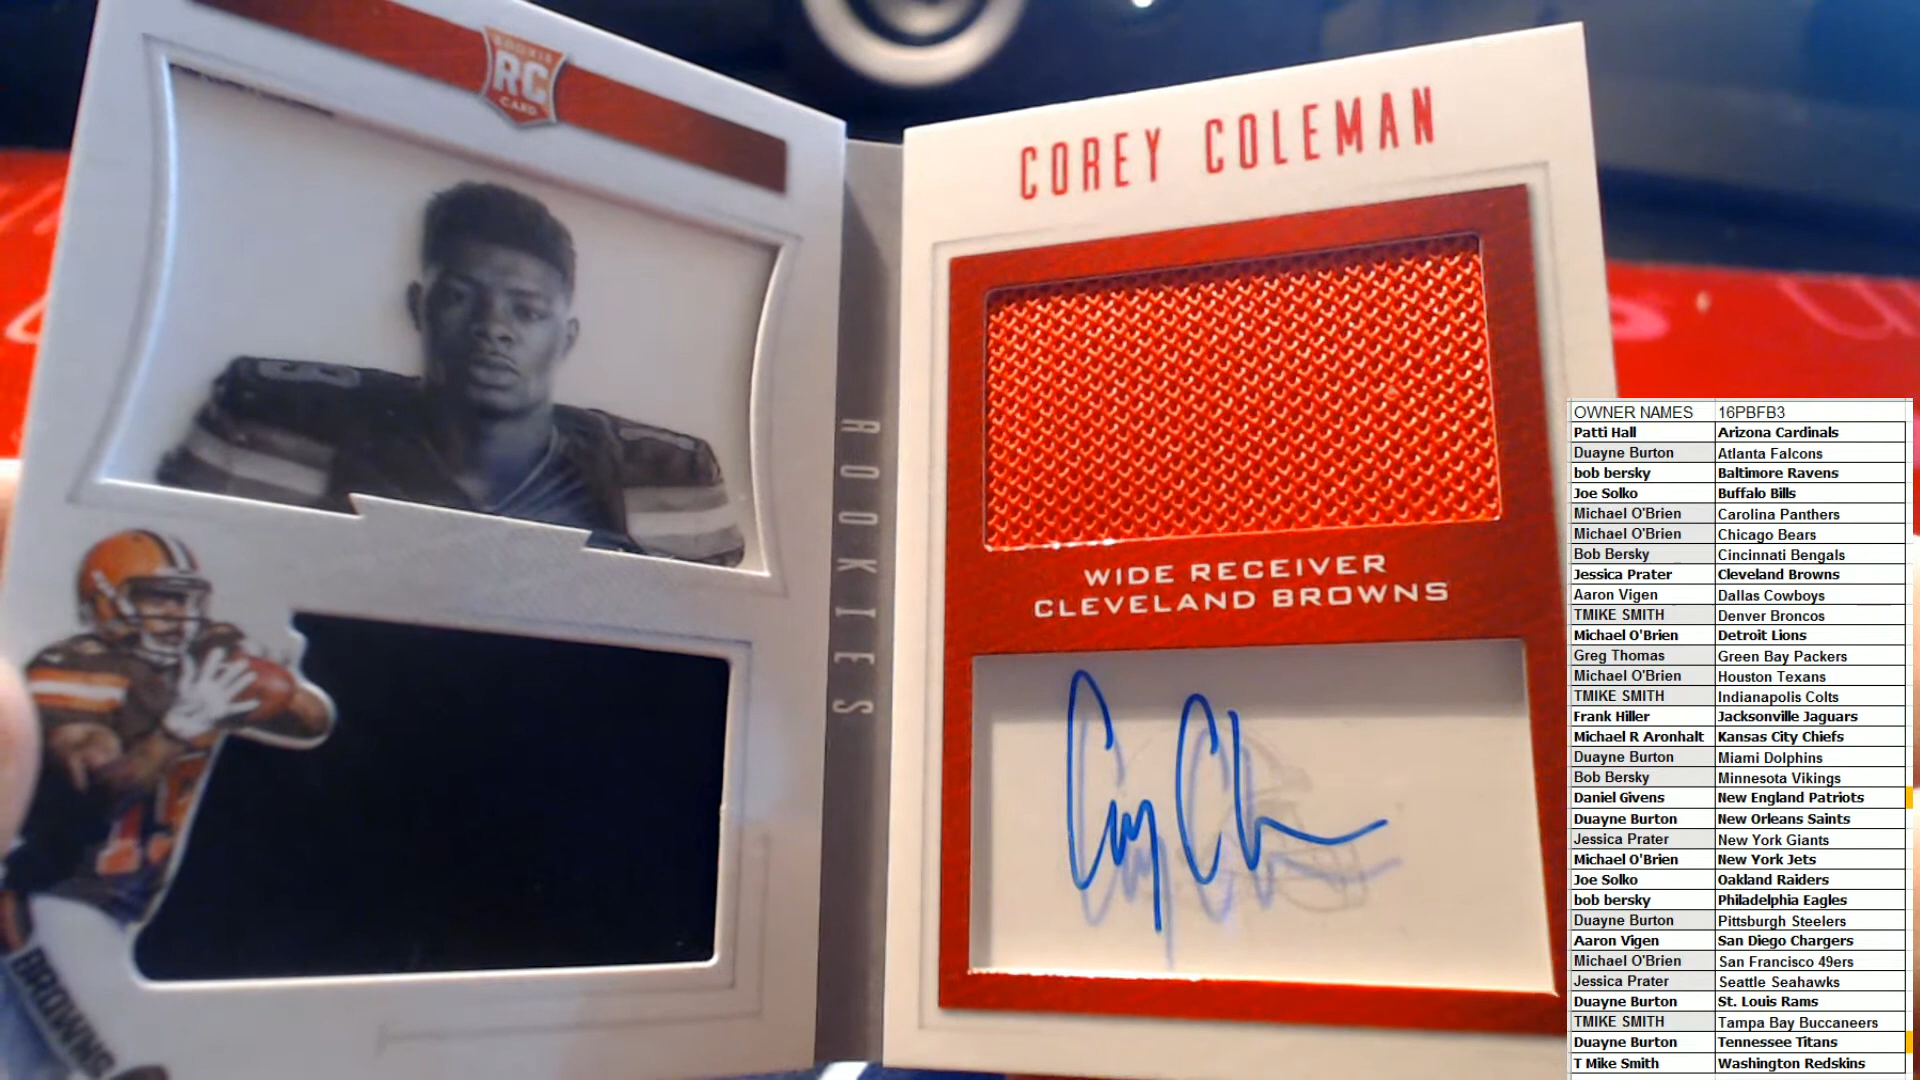 ROOKIE
RC
CARD
BROWNS
ROOKIES
COREY COLEMAN
WIDE RECEIVER
CLEVELAND BROWNS
OWNER NAMES 16PBFB3
Patti Hall Arizona Cardinals
Duayne Burton Atlanta Falcons
bob bersky Baltimore Ravens
Joe Solko Buffalo Bills
Michael O'Brien Carolina Panthers
Michael O'Brien Chicago Bears
Bob Bersky Cincinnati Bengals
Jessica Prater Cleveland Browns
Aaron Vigen Dallas Cowboys
TMIKE SMITH Denver Broncos
Michael O'Brien Detroit Lions
Greg Thomas Green Bay Packers
Michael O'Brien Houston Texans
TMIKE SMITH Indianapolis Colts
Frank Hiller Jacksonville Jaguars
Michael R Aronhalt Kansas City Chiefs
Duayne Burton Miami Dolphins
Bob Bersky Minnesota Vikings
Daniel Givens New England Patriots
Duayne Burton New Orleans Saints
Jessica Prater New York Giants
Michael O'Brien New York Jets
Joe Solko Oakland Raiders
bob bersky Philadelphia Eagles
Duayne Burton Pittsburgh Steelers
Aaron Vigen San Diego Chargers
Michael O'Brien San Francisco 49ers
Jessica Prater Seattle Seahawks
Duayne Burton St. Louis Rams
TMIKE SMITH Tampa Bay Buccaneers
Duayne Burton Tennessee Titans
T Mike Smith Washington Redskins